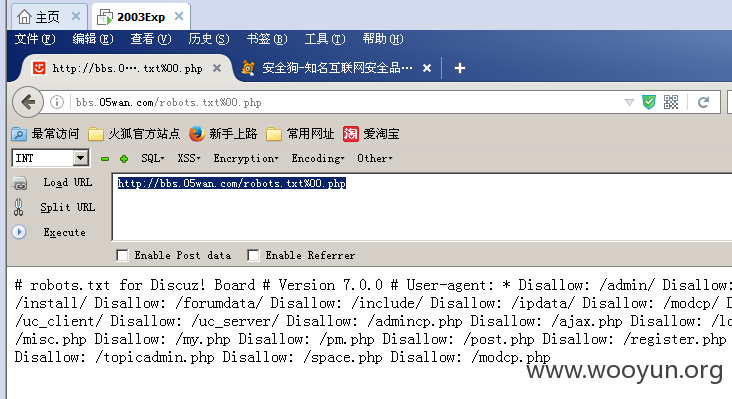 主页 2003Exp
文件(F) 编辑(E) 查看(V) 历史(S) 书签(B) 工具(T) 帮助(H)
http://bbs.0⋯.txt%00.php 安全狗-知名互联网安全品⋯
bbs.05wan.com/robots.txt%00.php
最常访问 火狐官方站点 新手上路 常用网址 淘 爱淘宝
INT SQL▾ XSS▾ Encryption▾ Encoding▾ Other▾
Load URL http://bbs.05wan.com/robots.txt%00.php
Split URL
Execute
Enable Post data Enable Referrer
# robots.txt for Discuz! Board # Version 7.0.0 # User-agent: * Disallow: /admin/ Disallow:
/install/ Disallow: /forumdata/ Disallow: /include/ Disallow: /ipdata/ Disallow: /modcp/ D
/uc_client/ Disallow: /uc_server/ Disallow: /admincp.php Disallow: /ajax.php Disallow: /lo
/misc.php Disallow: /my.php Disallow: /pm.php Disallow: /post.php Disallow: /register.php
Disallow: /topicadmin.php Disallow: /space.php Disallow: /modcp.php
www.wooyun.org